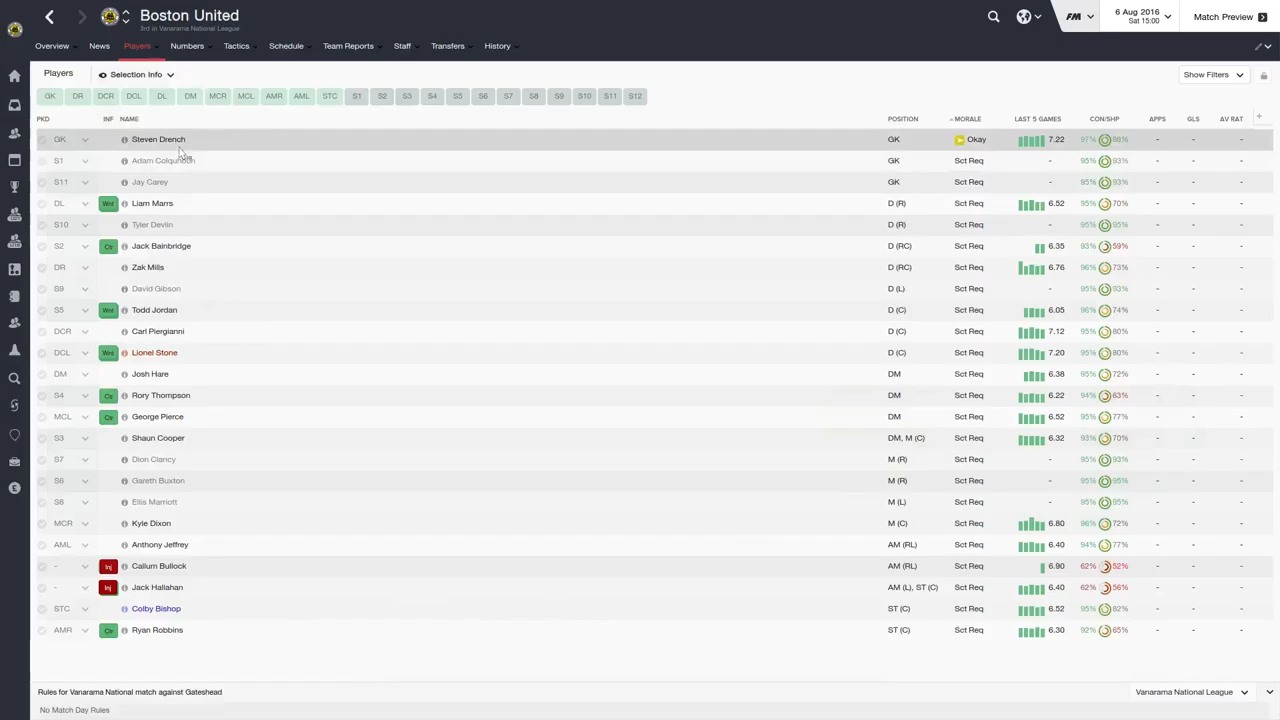 Boston United
3rd in Vanarama National League
FM
6 Aug 2016
Sat 15:00
Match Preview
Overview News Players Numbers Tactics Schedule Team Reports Staff Transfers History
Players Selection Info Show Filters
GK DR DCR DCL DL DM MCR MCL AMR AML STC S1 S2 S3 S4 S5 S6 S7 S8 S9 S10 S11 S12
PKD INF NAME POSITION MORALE LAST 5 GAMES CON/SHP APPS GLS AV RAT
GK Steven Drench GK Okay 7.22 97% 88% - - -
S1 Adam Colquhoun GK Sct Req - 95% 93% - - -
S11 Jay Carey GK Sct Req - 95% 93% - - -
DL Wnt Liam Marrs D (R) Sct Req 6.52 95% 70% - - -
S10 Tyler Devlin D (R) Sct Req - 95% 95% - - -
S2 Ctr Jack Bainbridge D (RC) Sct Req 6.35 93% 59% - - -
DR Zak Mills D (RC) Sct Req 6.76 96% 73% - - -
S9 David Gibson D (L) Sct Req - 95% 93% - - -
S5 Wnt Todd Jordan D (C) Sct Req 6.05 96% 74% - - -
DCR Carl Piergianni D (C) Sct Req 7.12 95% 80% - - -
DCL Wnt Lionel Stone D (C) Sct Req 7.20 95% 80% - - -
DM Josh Hare DM Sct Req 6.38 95% 72% - - -
S4 Ctr Rory Thompson DM Sct Req 6.22 94% 63% - - -
MCL Ctr George Pierce DM Sct Req 6.52 95% 77% - - -
S3 Shaun Cooper DM, M (C) Sct Req 6.32 93% 70% - - -
S7 Dion Clancy M (R) Sct Req - 95% 93% - - -
S6 Gareth Buxton M (R) Sct Req - 95% 95% - - -
S8 Ellis Marriott M (L) Sct Req - 95% 95% - - -
MCR Kyle Dixon M (C) Sct Req 6.80 96% 72% - - -
AML Anthony Jeffrey AM (RL) Sct Req 6.40 94% 77% - - -
- Inj Callum Bullock AM (RL) Sct Req 6.90 62% 52% - - -
- Inj Jack Hallahan AM (L), ST (C) Sct Req 6.40 62% 56% - - -
STC Colby Bishop ST (C) Sct Req 6.52 95% 82% - - -
AMR Ctr Ryan Robbins ST (C) Sct Req 6.30 92% 65% - - -
Rules for Vanarama National match against Gateshead Vanarama National League
No Match Day Rules